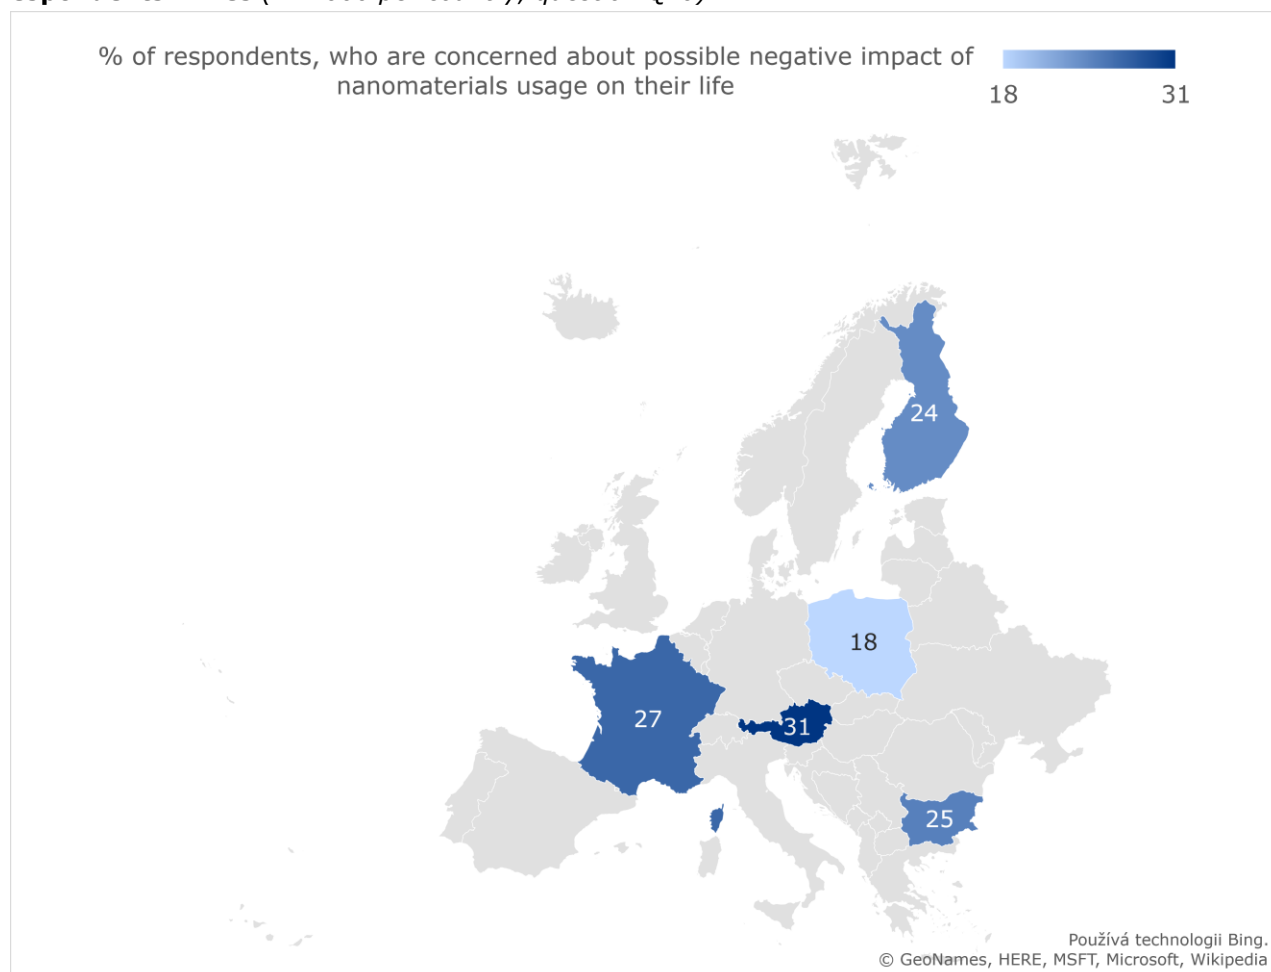 % of respondents, who are concerned about possible negative impact of
nanomaterials usage on their life
18
31
24
18
27
31
25
Používá technologii Bing.
© GeoNames, HERE, MSFT, Microsoft, Wikipedia